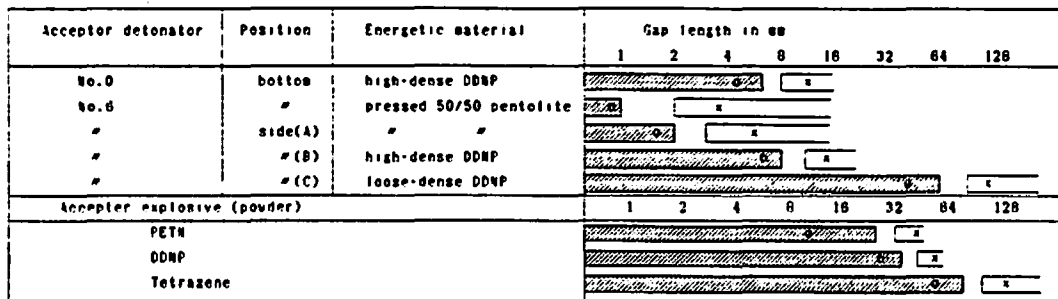 Acceptor detonator Position Energetic material Gap length in mm
1 2 4 8 16 32 64 128
No.0 bottom high-dense DDNP
No.6 〃 pressed 50/50 pentolite
〃 side(A) 〃 〃
〃 〃(B) high-dense DDNP
〃 〃(C) loose-dense DDNP
Accepter explosive (powder) 1 2 4 8 16 32 64 128
PETN
DDNP
Tetrazene